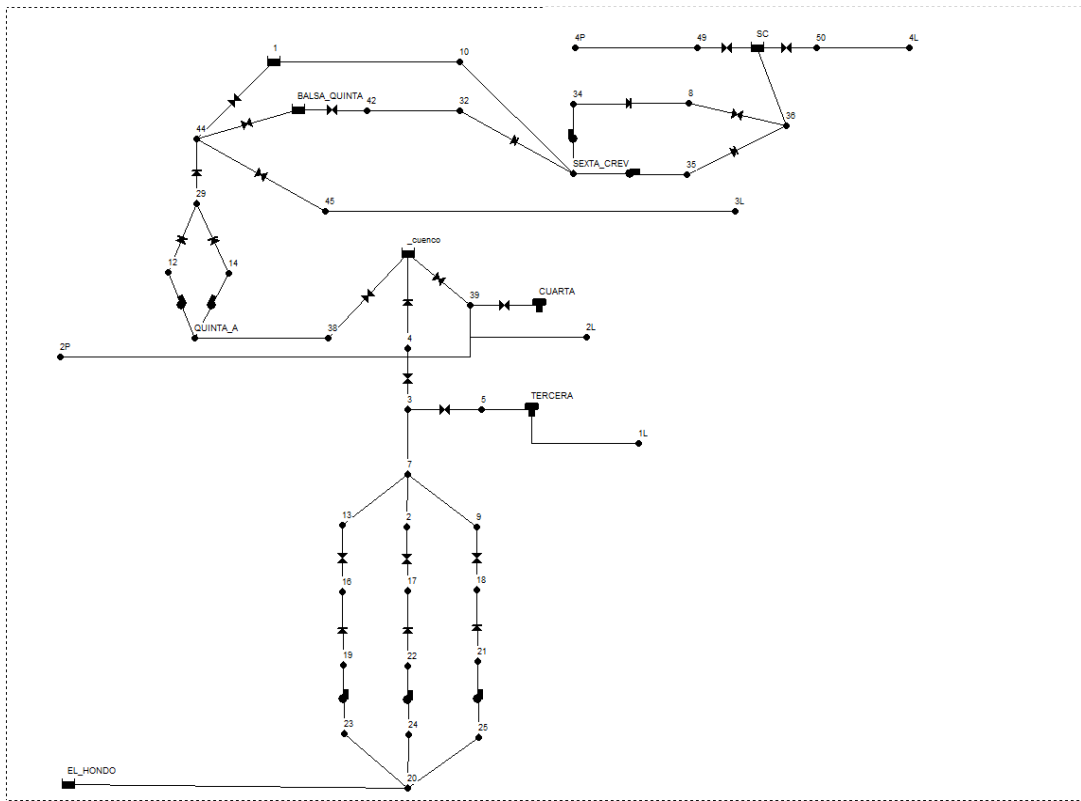 4P
49
SC
50
4L
1
10
BALSA_QUINTA
42
32
34
8
36
44
SEXTA_CREV
35
29
45
3L
12
14
_cuenco
39
CUARTA
QUINTA_A
38
2L
2P
4
3
5
TERCERA
1L
7
13
2
9
16
17
18
19
22
21
23
24
25
EL_HONDO
20